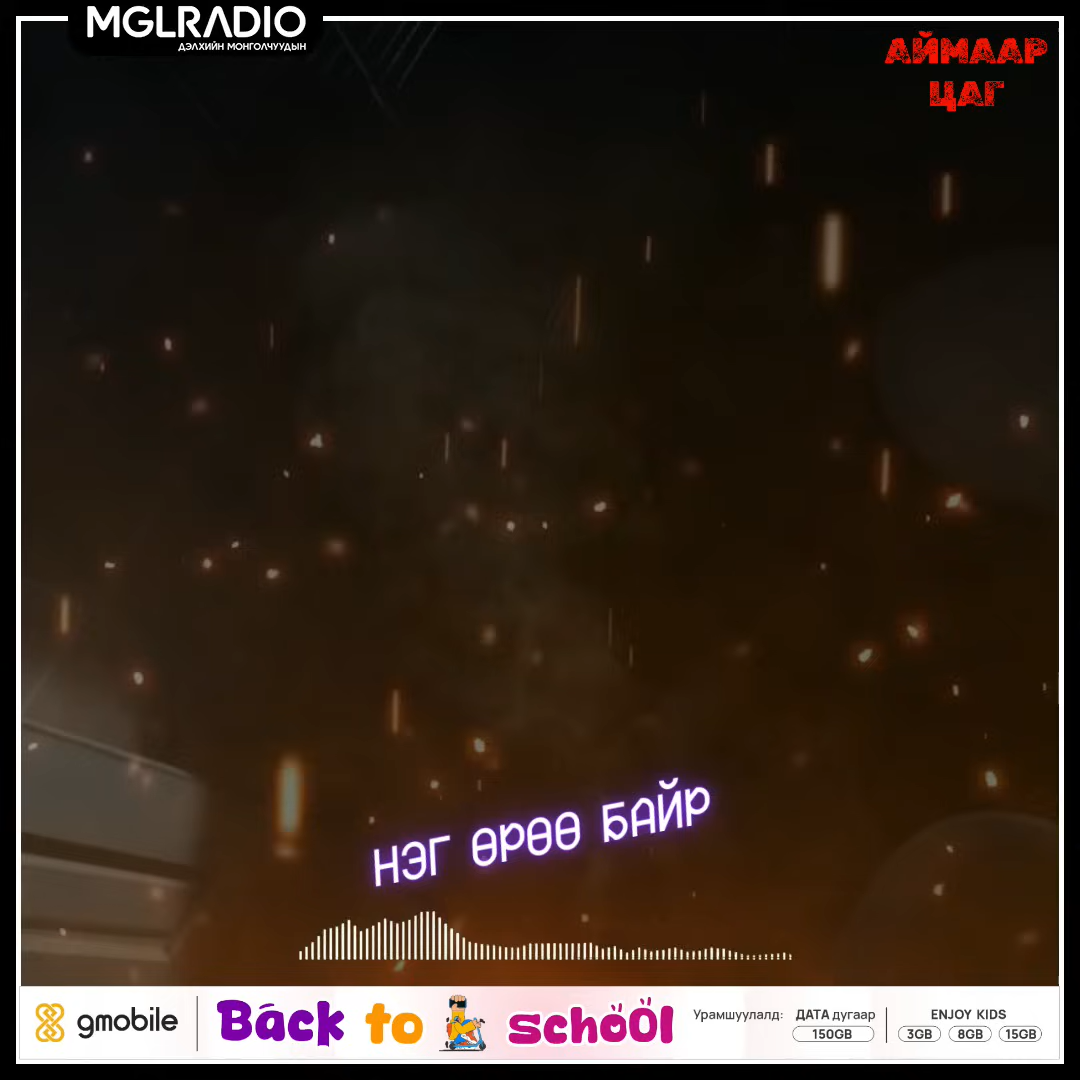 MGLRADIO
ДЭЛХИЙН МОНГОЛЧУУДЫН
АЙМААР
ЦАГ
НЭГ ӨРӨӨ БАЙР
gmobile
Back to school
Урамшуулалд: ДАТА дугаар
150GB
ENJOY KIDS
3GB 8GB 15GB